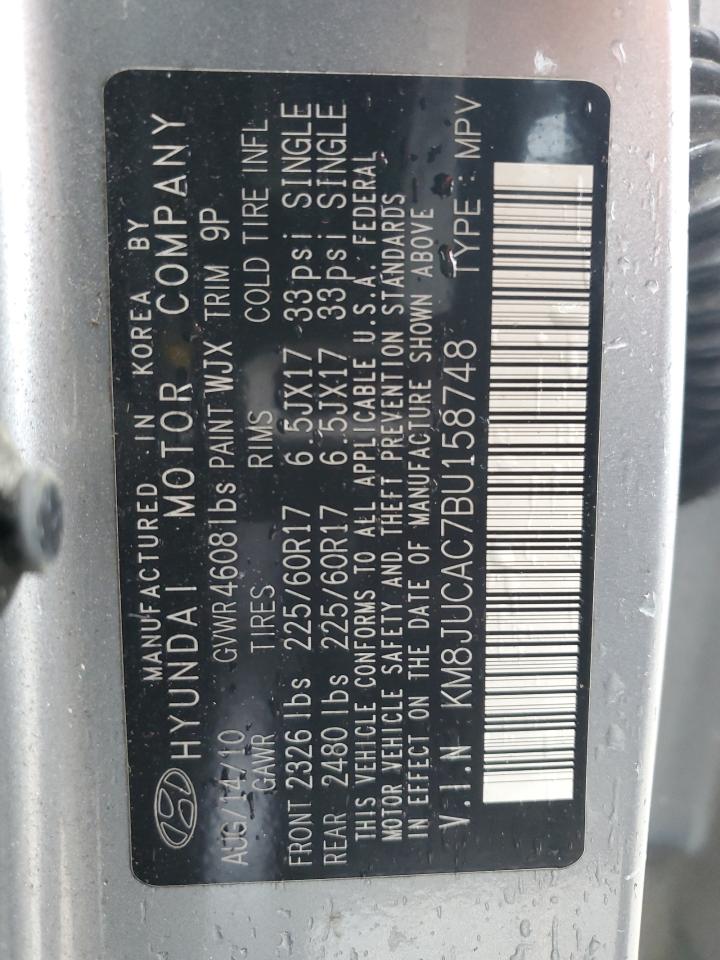 MANUFACTURED IN KOREA BY
HYUNDAI MOTOR COMPANY
AUG/14/10 GVWR4608lbs PAINT WJX TRIM 9P
GAWR TIRES RIMS COLD TIRE INFL
FRONT 2326 lbs 225/60R17 6.5JX17 33psi SINGLE
REAR 2480 lbs 225/60R17 6.5JX17 33psi SINGLE
THIS VEHICLE CONFORMS TO ALL APPLICABLE U.S.A. FEDERAL
MOTOR VEHICLE SAFETY AND THEFT PREVENTION STANDARDS
IN EFFECT ON THE DATE OF MANUFACTURE SHOWN ABOVE
V.I.N KM8JUCAC7BU158748 TYPE : MPV